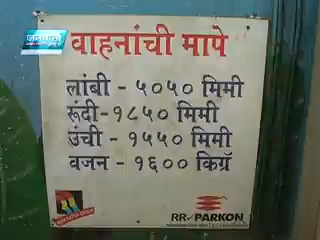 वाहनांची मापे
लांबी - ५०५० मिमी
रूंदी-१८५० मिमी
उंची - १५५० मिमी
वजन - १६०० किग्रॅ
RR PARKON